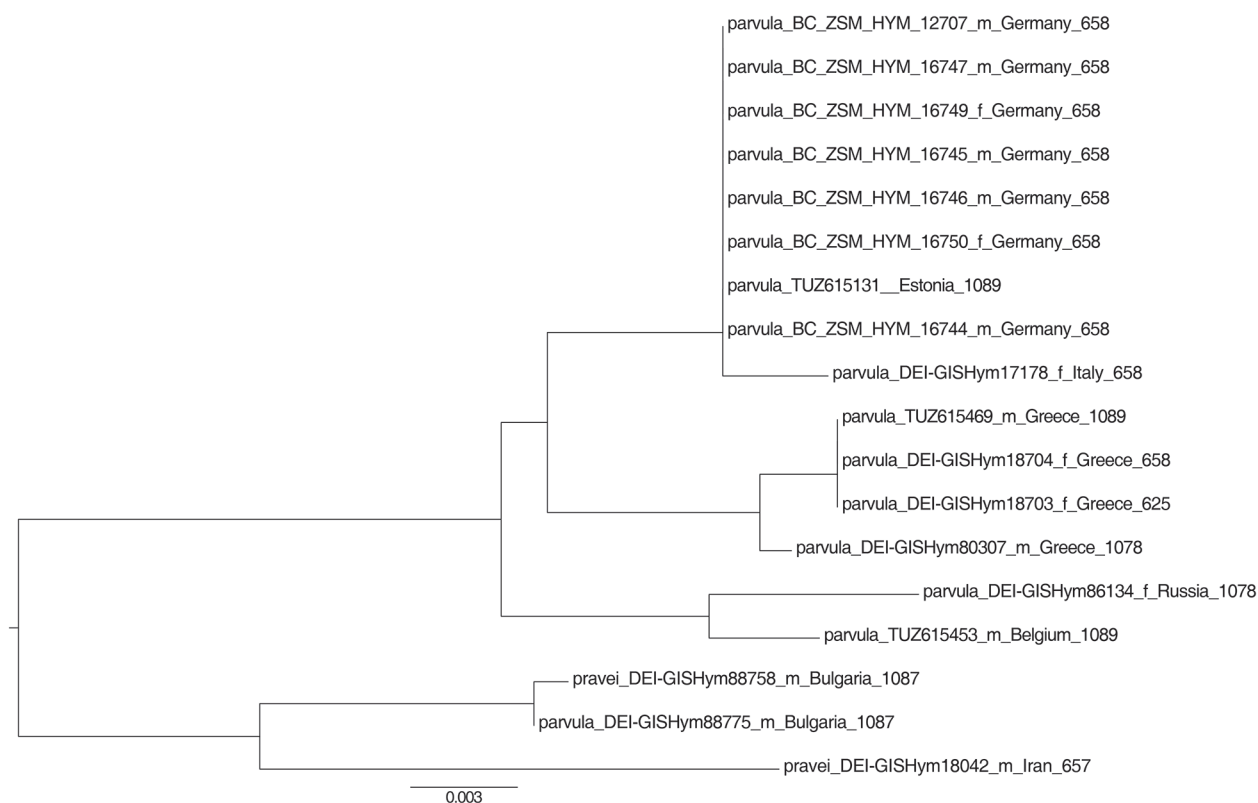 parvula_BC_ZSM_HYM_12707_m_Germany_658
parvula_BC_ZSM_HYM_16747_m_Germany_658
parvula_BC_ZSM_HYM_16749_f_Germany_658
parvula_BC_ZSM_HYM_16745_m_Germany_658
parvula_BC_ZSM_HYM_16746_m_Germany_658
parvula_BC_ZSM_HYM_16750_f_Germany_658
parvula_TUZ615131__Estonia_1089
parvula_BC_ZSM_HYM_16744_m_Germany_658
parvula_DEI-GISHym17178_f_Italy_658
parvula_TUZ615469_m_Greece_1089
parvula_DEI-GISHym18704_f_Greece_658
parvula_DEI-GISHym18703_f_Greece_625
parvula_DEI-GISHym80307_m_Greece_1078
parvula_DEI-GISHym86134_f_Russia_1078
parvula_TUZ615453_m_Belgium_1089
pravei_DEI-GISHym88758_m_Bulgaria_1087
parvula_DEI-GISHym88775_m_Bulgaria_1087
pravei_DEI-GISHym18042_m_Iran_657
0.003